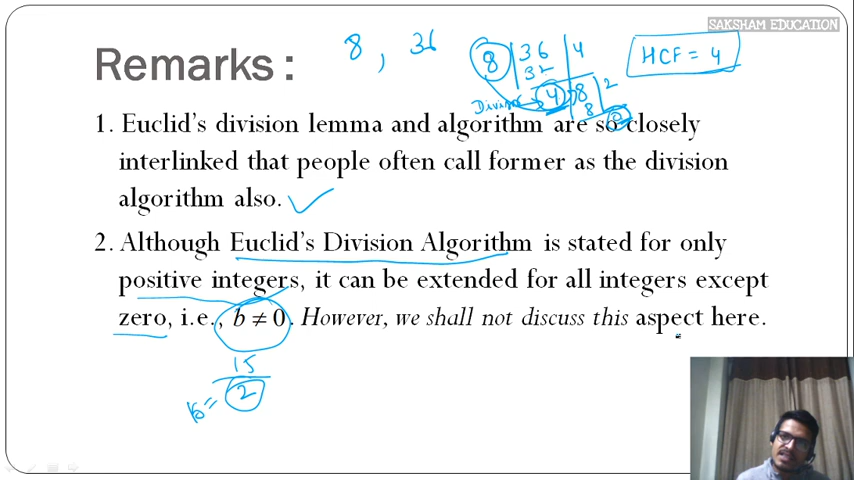 SAKSHAM EDUCATION
8 , 36
8 36 4
32
Divisor → 4 8 2
8
0
HCF = 4
Remarks :
1. Euclid's division lemma and algorithm are so closely
interlinked that people often call former as the division
algorithm also.
2. Although Euclid's Division Algorithm is stated for only
positive integers, it can be extended for all integers except
zero, i.e., b ≠ 0. However, we shall not discuss this aspect here.
15
b = 2